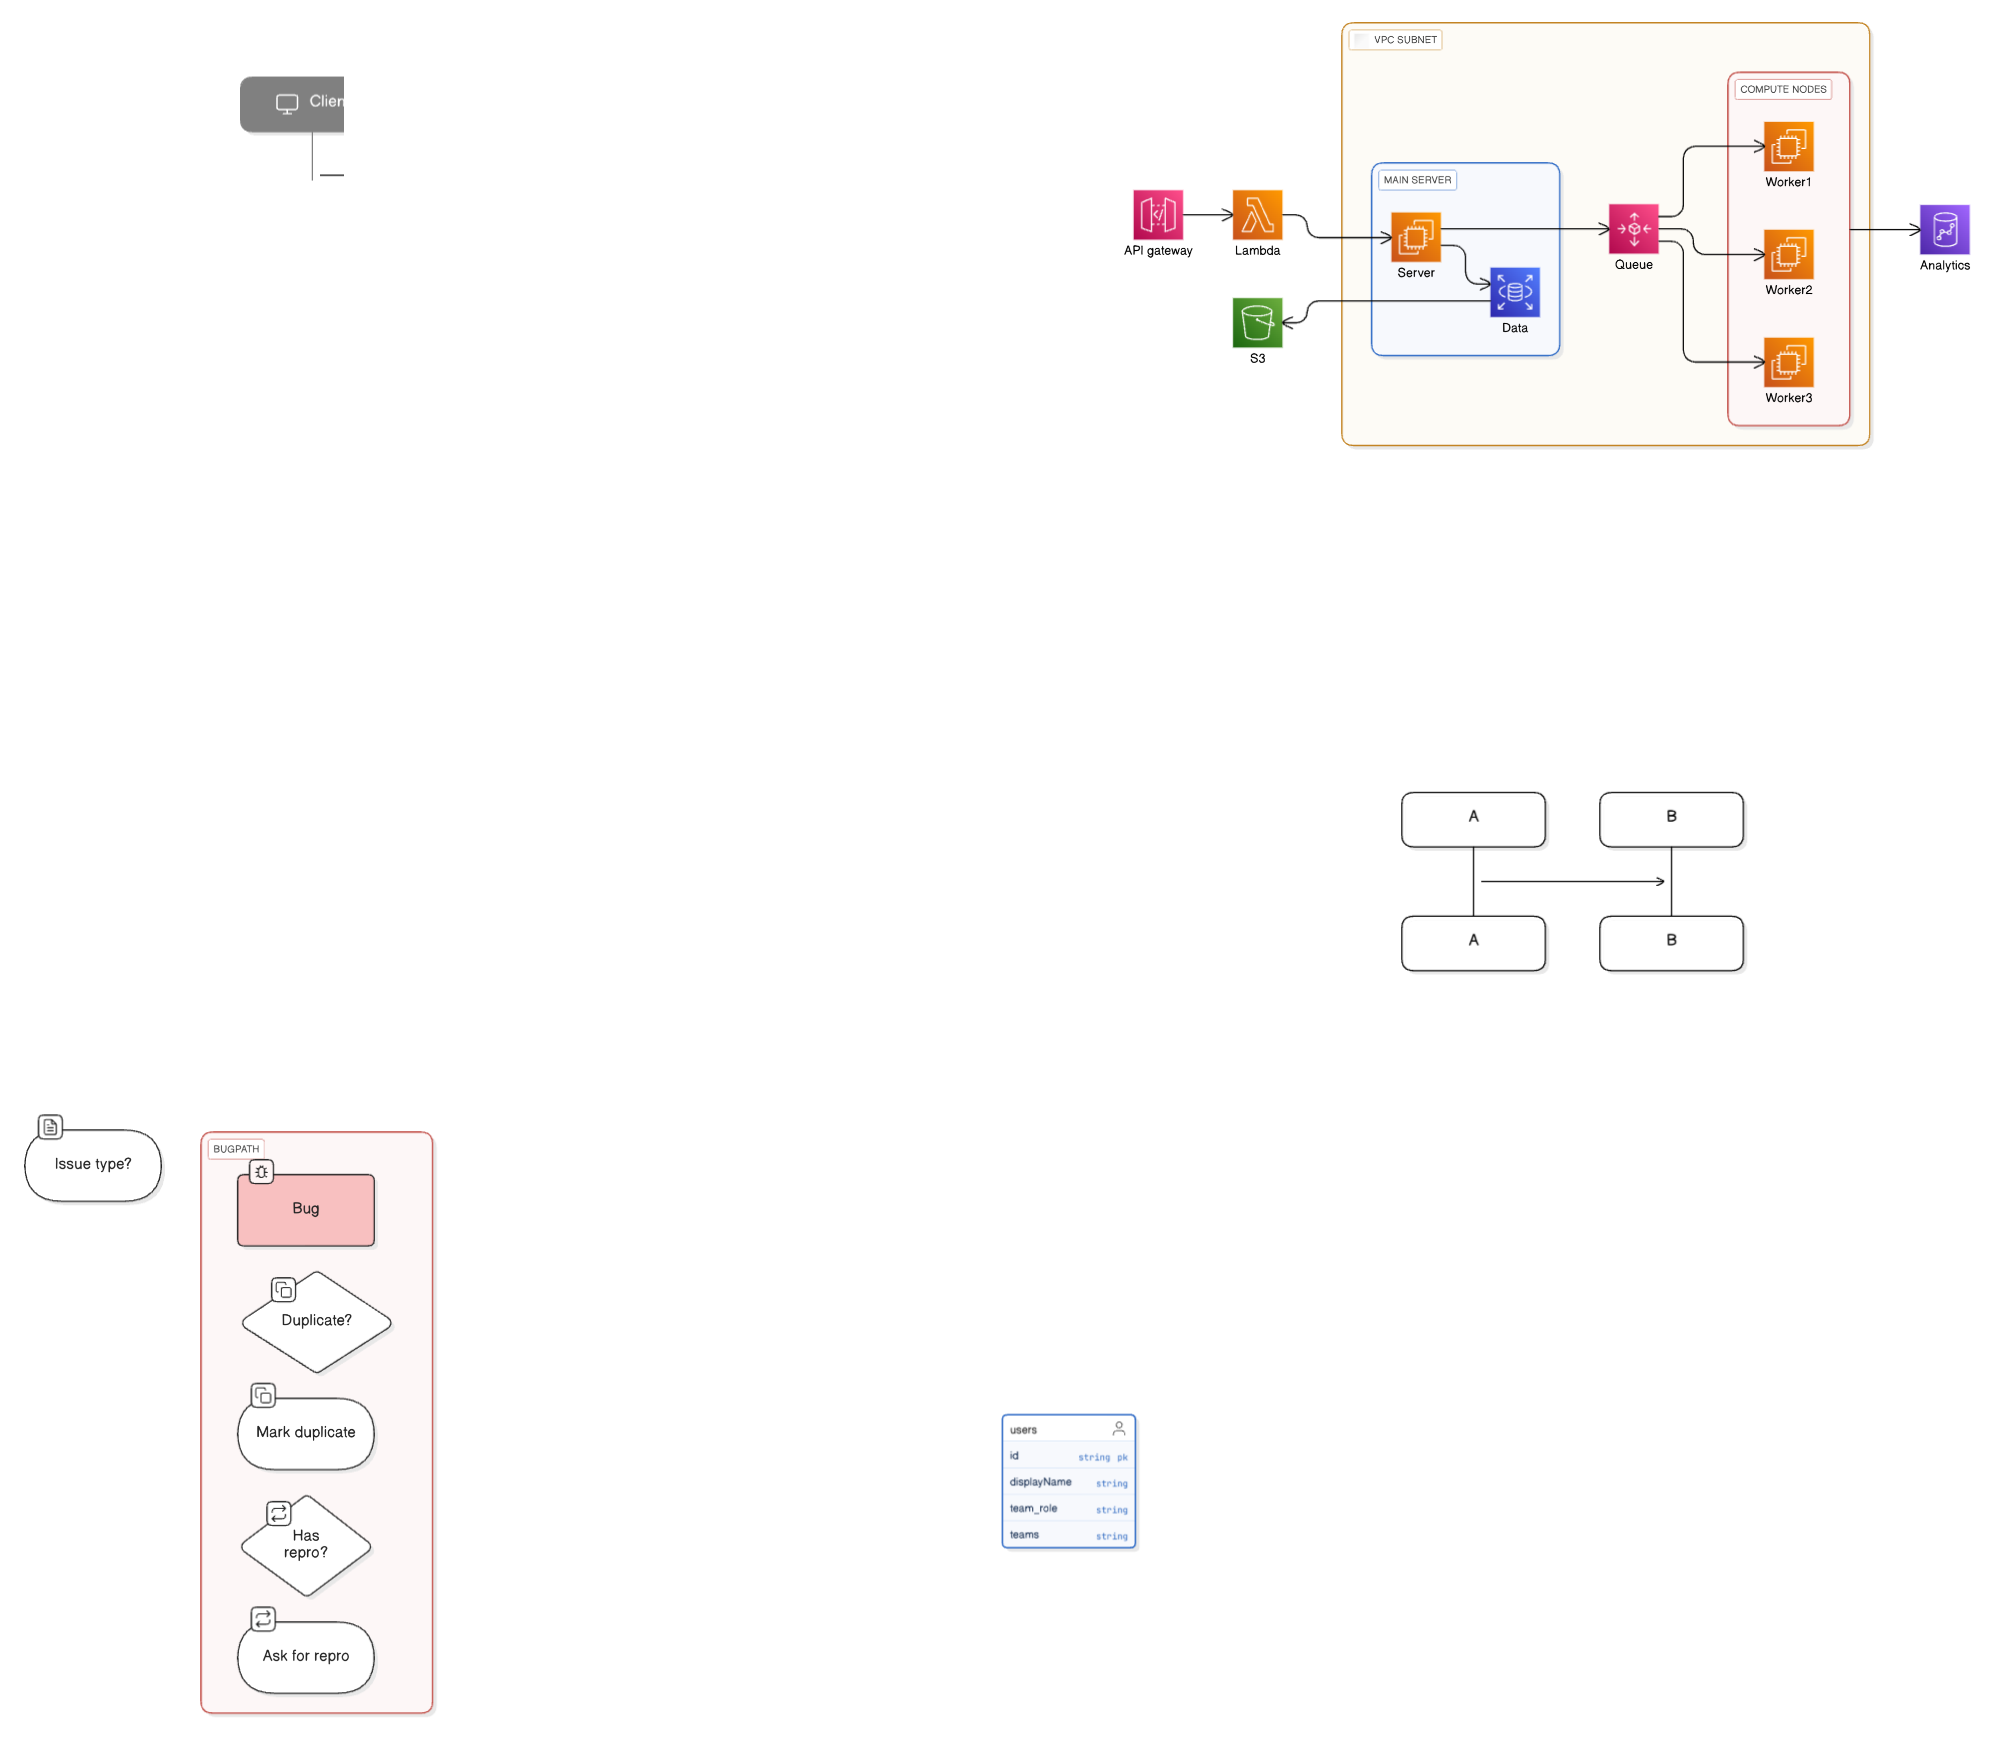 Clien
VPC SUBNET
COMPUTE NODES
Worker1
MAIN SERVER
API gateway
Lambda
Server
Queue
Worker2
Analytics
Data
S3
Worker3
A
B
A
B
Issue type?
BUGPATH
Bug
Duplicate?
Mark duplicate
Has
repro?
Ask for repro
users
id string pk
displayName string
team_role string
teams string